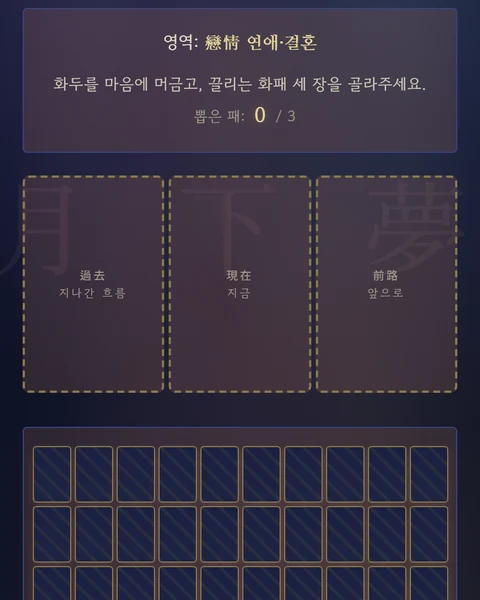 영역: 戀情 연애·결혼
화두를 마음에 머금고, 끌리는 화패 세 장을 골라주세요.
뽑은 패: 0 / 3
月 下 夢
過去 現在 前路
지나간 흐름 지금 앞으로